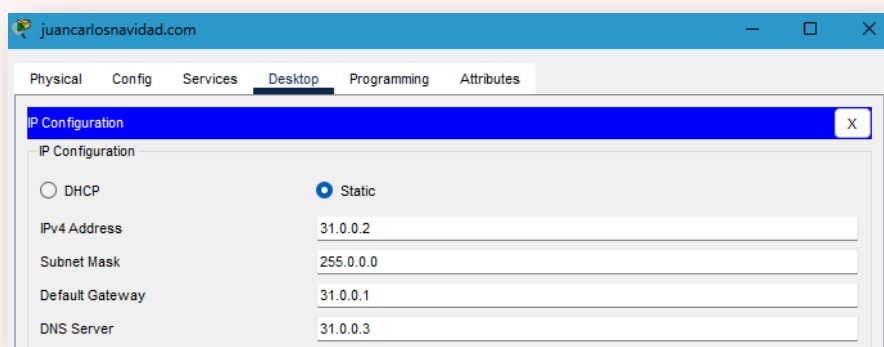 juancarlosnavidad.com
Physical Config Services Desktop Programming Attributes
IP Configuration X
IP Configuration
DHCP Static
IPv4 Address 31.0.0.2
Subnet Mask 255.0.0.0
Default Gateway 31.0.0.1
DNS Server 31.0.0.3